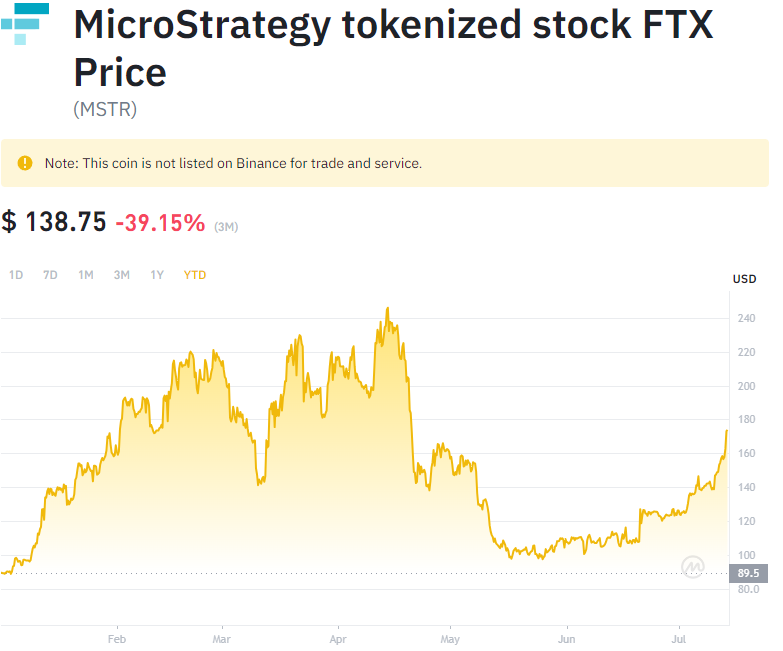 MicroStrategy tokenized stock FTX
Price
(MSTR)
Note: This coin is not listed on Binance for trade and service.
$ 138.75 -39.15% (3M)
1D 7D 1M 3M 1Y YTD
USD
240
220
200
180
160
140
120
100
89.5
80.0
Feb Mar Apr May Jun Jul